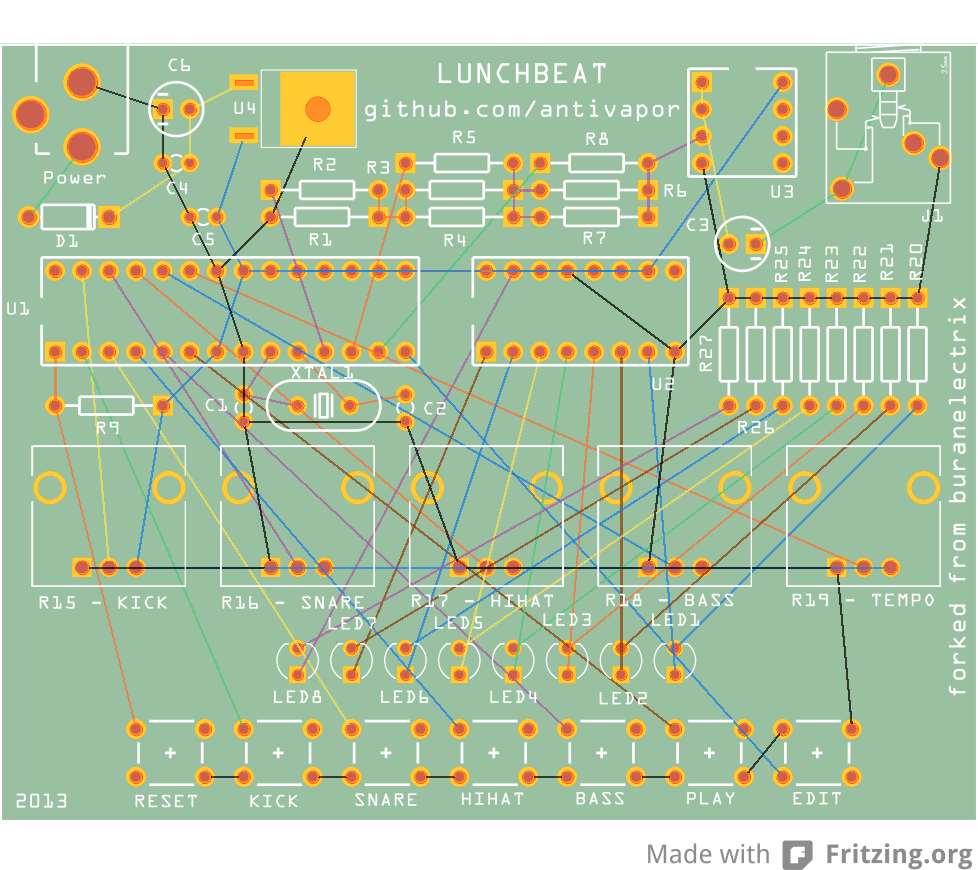 C6
LUNCHBEAT
3.5mm
U4
github.com/antivapor
R5
R8
R2
R3
Power
C4
R6
U3
D1
C5
R1
R4
R7
C3
J1
R25
R24
R23
R22
R21
R20
U1
R27
XTAL1
U2
C1
C2
R9
R26
forked from buranelectrix
R15 - KICK
R16 - SNARE
R17 - HIHAT
R18 - BASS
R19 - TEMPO
LED7
LED5
LED3
LED1
LED8
LED6
LED4
LED2
2013
RESET
KICK
SNARE
HIHAT
BASS
PLAY
EDIT
Made with Fritzing.org